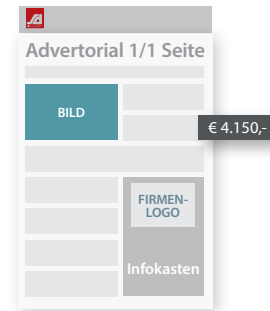 Advertorial 1/1 Seite
BILD
€ 4.150,-
FIRMEN-
LOGO
Infokasten